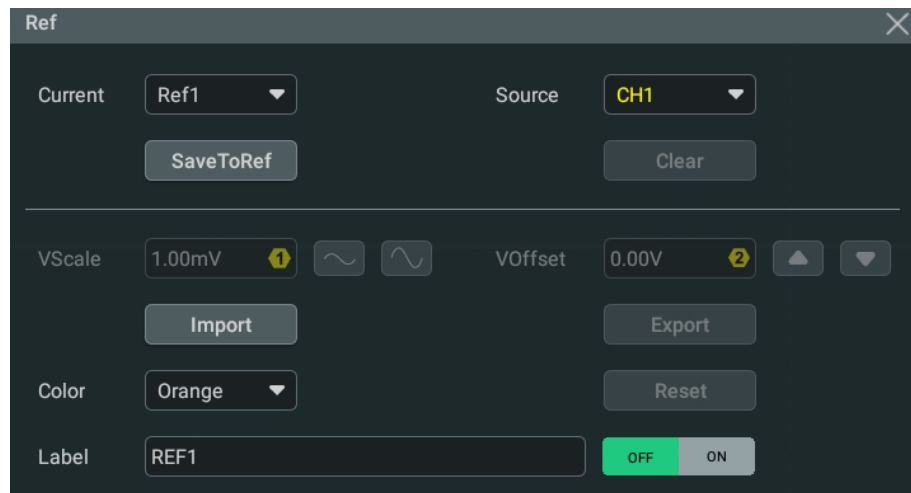 Ref
Current Ref1 Source CH1
SaveToRef Clear
VScale 1.00mV 1 VOffset 0.00V 2
Import Export
Color Orange Reset
Label REF1 OFF ON